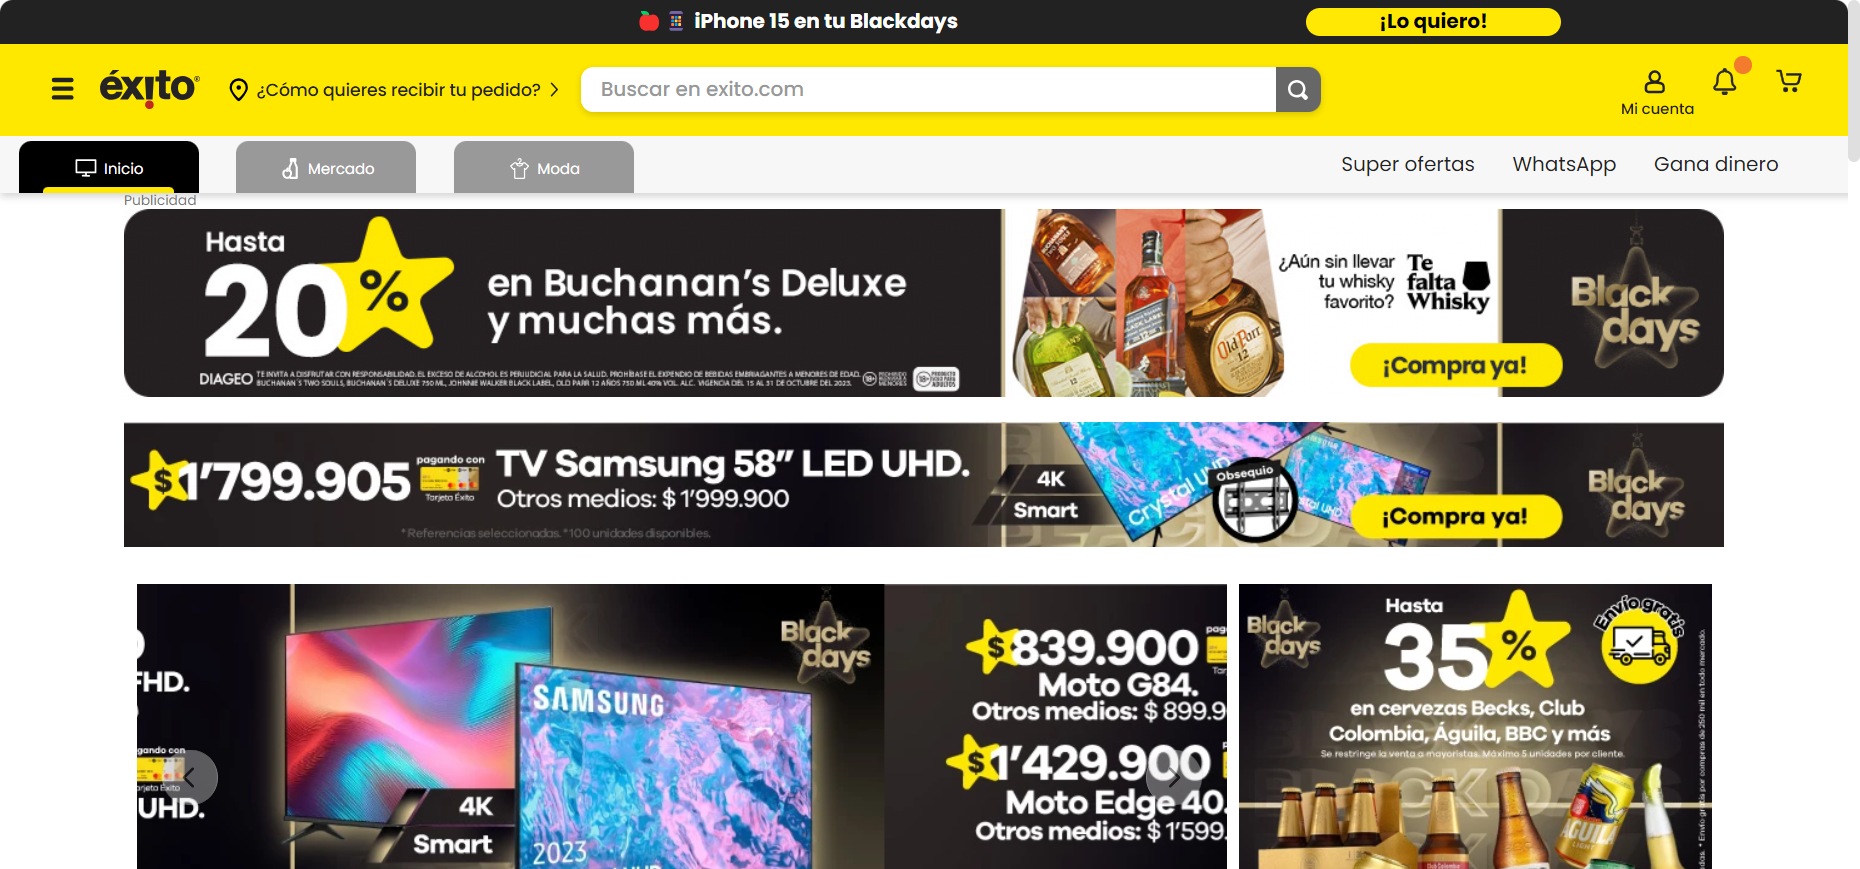 iPhone 15 en tu Blackdays
¡Lo quiero!
éxito
¿Cómo quieres recibir tu pedido?
Buscar en exito.com
Mi cuenta
Inicio
Mercado
Moda
Super ofertas
WhatsApp
Gana dinero
Publicidad
Hasta
20%
en Buchanan's Deluxe
y muchas más.
DIAGEO
TE INVITA A DISFRUTAR CON RESPONSABILIDAD. EL EXCESO DE ALCOHOL ES PERJUDICIAL PARA LA SALUD. PROHÍBASE EL EXPENDIO DE BEBIDAS EMBRIAGANTES A MENORES DE EDAD.
BUCHANAN´S TWO SOULS, BUCHANAN´S DELUXE 750 ML, JOHNNIE WALKER BLACK LABEL, OLD PARR 12 AÑOS 750 ML 40% VOL. ALC. VIGENCIA DEL 15 AL 31 DE OCTUBRE DEL 2023.
¿Aún sin llevar
tu whisky
favorito?
Te
falta
Whisky
Old Parr
12
¡Compra ya!
Black
days
$1'799.905
pagando con
Tarjeta Éxito
TV Samsung 58” LED UHD.
Otros medios: $ 1'999.900
*Referencias seleccionadas. *100 unidades disponibles.
4K
Smart
Crystal UHD
Obsequio
¡Compra ya!
Black
days
FHD.
UHD.
4K
Smart
SAMSUNG
2023
Black
days
$839.900
Moto G84.
Otros medios: $ 899.9
$1'429.900
Moto Edge 40.
Otros medios: $ 1'599.
Black
days
Hasta
35%
Envío gratis
en cervezas Becks, Club
Colombia, Águila, BBC y más
Se restringe la venta a mayoristas. Máximo 5 unidades por cliente.
* Envío gratis por compras de 250 mil en todo mercado.
AGUILA
LIGHT